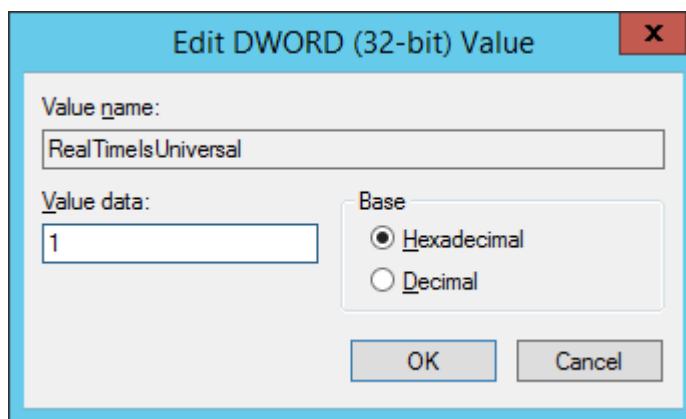 Edit DWORD (32-bit) Value
x
Value name:
RealTimeIsUniversal
Value data:
1
Base
Hexadecimal
Decimal
OK
Cancel